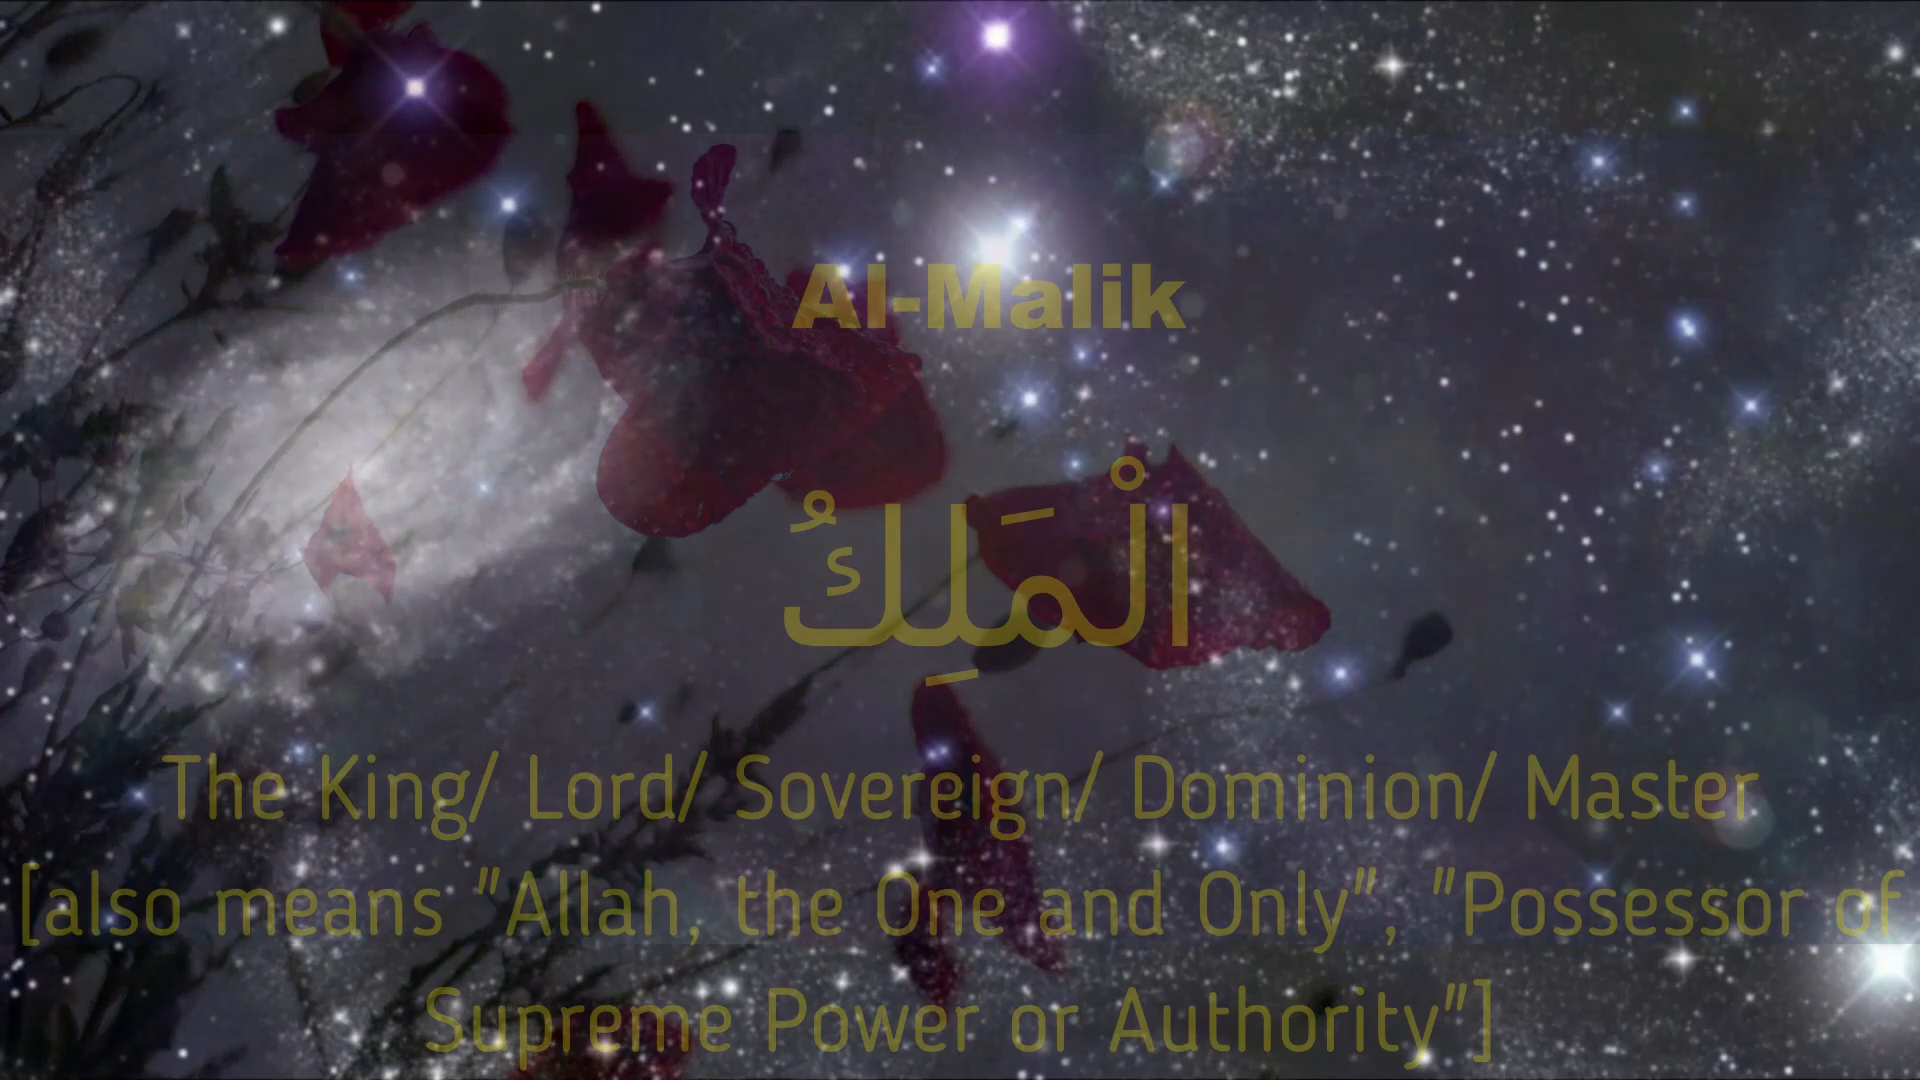 Al-Malik
الْمَلِكُ
The King/ Lord/ Sovereign/ Dominion/ Master
[also means "Allah, the One and Only", "Possessor of
Supreme Power or Authority"]